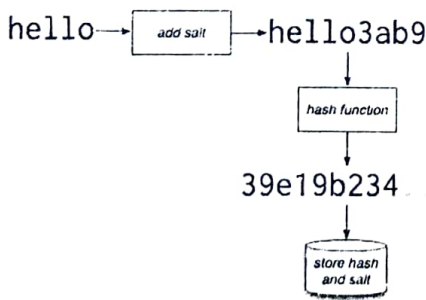 hello
add salt
hello3ab9
hash function
39e19b234
store hash
and salt